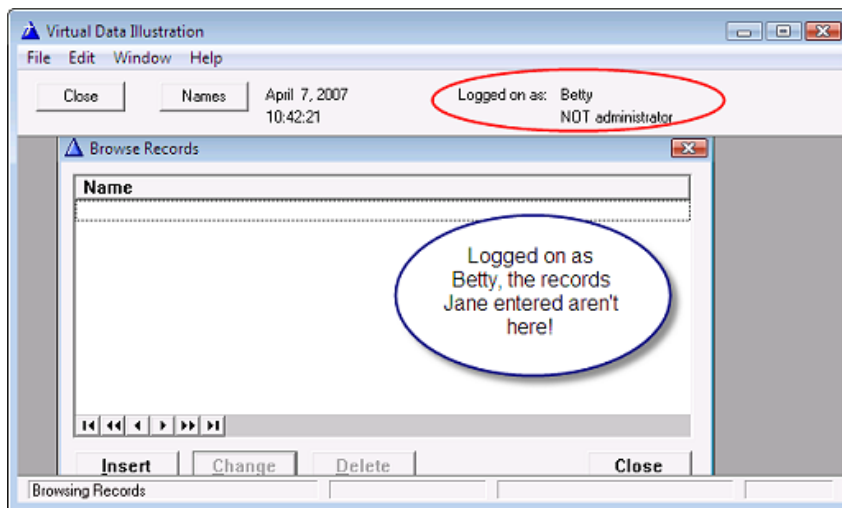 Virtual Data Illustration
File Edit Window Help
Close Names April 7, 2007 Logged on as: Betty
10:42:21 NOT administrator
Browse Records
Name
Logged on as
Betty, the records
Jane entered aren't
here!
Insert Change Delete Close
Browsing Records